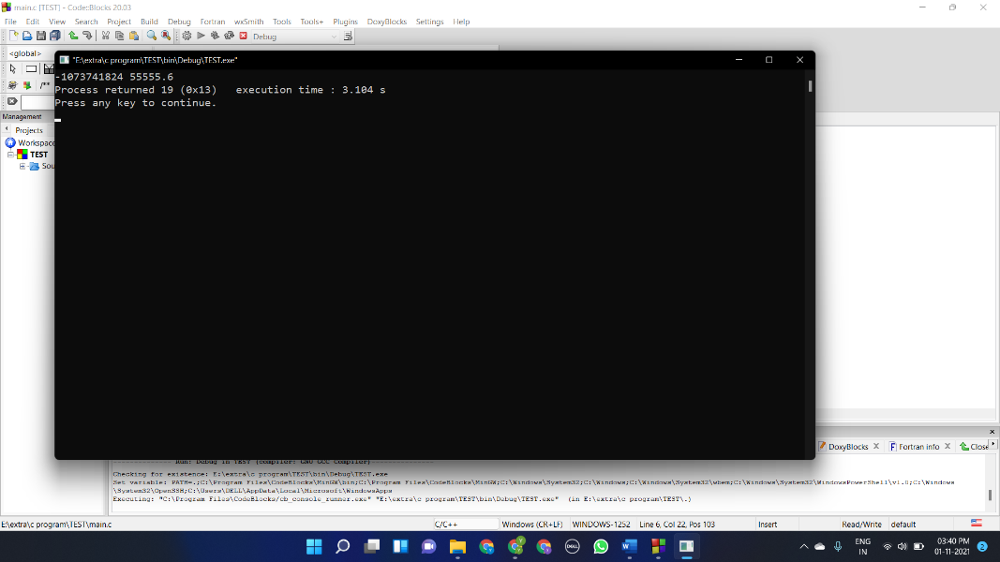 main.c [TEST] - Code::Blocks 20.03
File Edit View Search Project Build Debug Fortran wxSmith Tools Tools+ Plugins DoxyBlocks Settings Help
Debug
<global>
"E:\extra\c program\TEST\bin\Debug\TEST.exe"
/**
-1073741824 55555.6
Process returned 19 (0x13)   execution time : 3.104 s
Press any key to continue.
Management
Projects
Workspace
TEST
Sou
DoxyBlocks X Fortran info X Close
-------------- Run: Debug in TEST (compiler: GNU GCC Compiler)---------------
Checking for existence: E:\extra\c program\TEST\bin\Debug\TEST.exe
Set variable: PATH=.;C:\Program Files\CodeBlocks\MinGW\bin;C:\Program Files\CodeBlocks\MinGW;C:\Windows\System32;C:\Windows;C:\Windows\System32\wbem;C:\Windows\System32\WindowsPowerShell\v1.0;C:\Windows
\System32\OpenSSH;C:\Users\DELL\AppData\Local\Microsoft\WindowsApps
Executing: "C:\Program Files\CodeBlocks/cb_console_runner.exe" "E:\extra\c program\TEST\bin\Debug\TEST.exe"  (in E:\extra\c program\TEST\.)
E:\extra\c program\TEST\main.c C/C++ Windows (CR+LF) WINDOWS-1252 Line 6, Col 22, Pos 103 Insert Read/Write default
DELL
ENG
IN
03:40 PM
01-11-2021
2